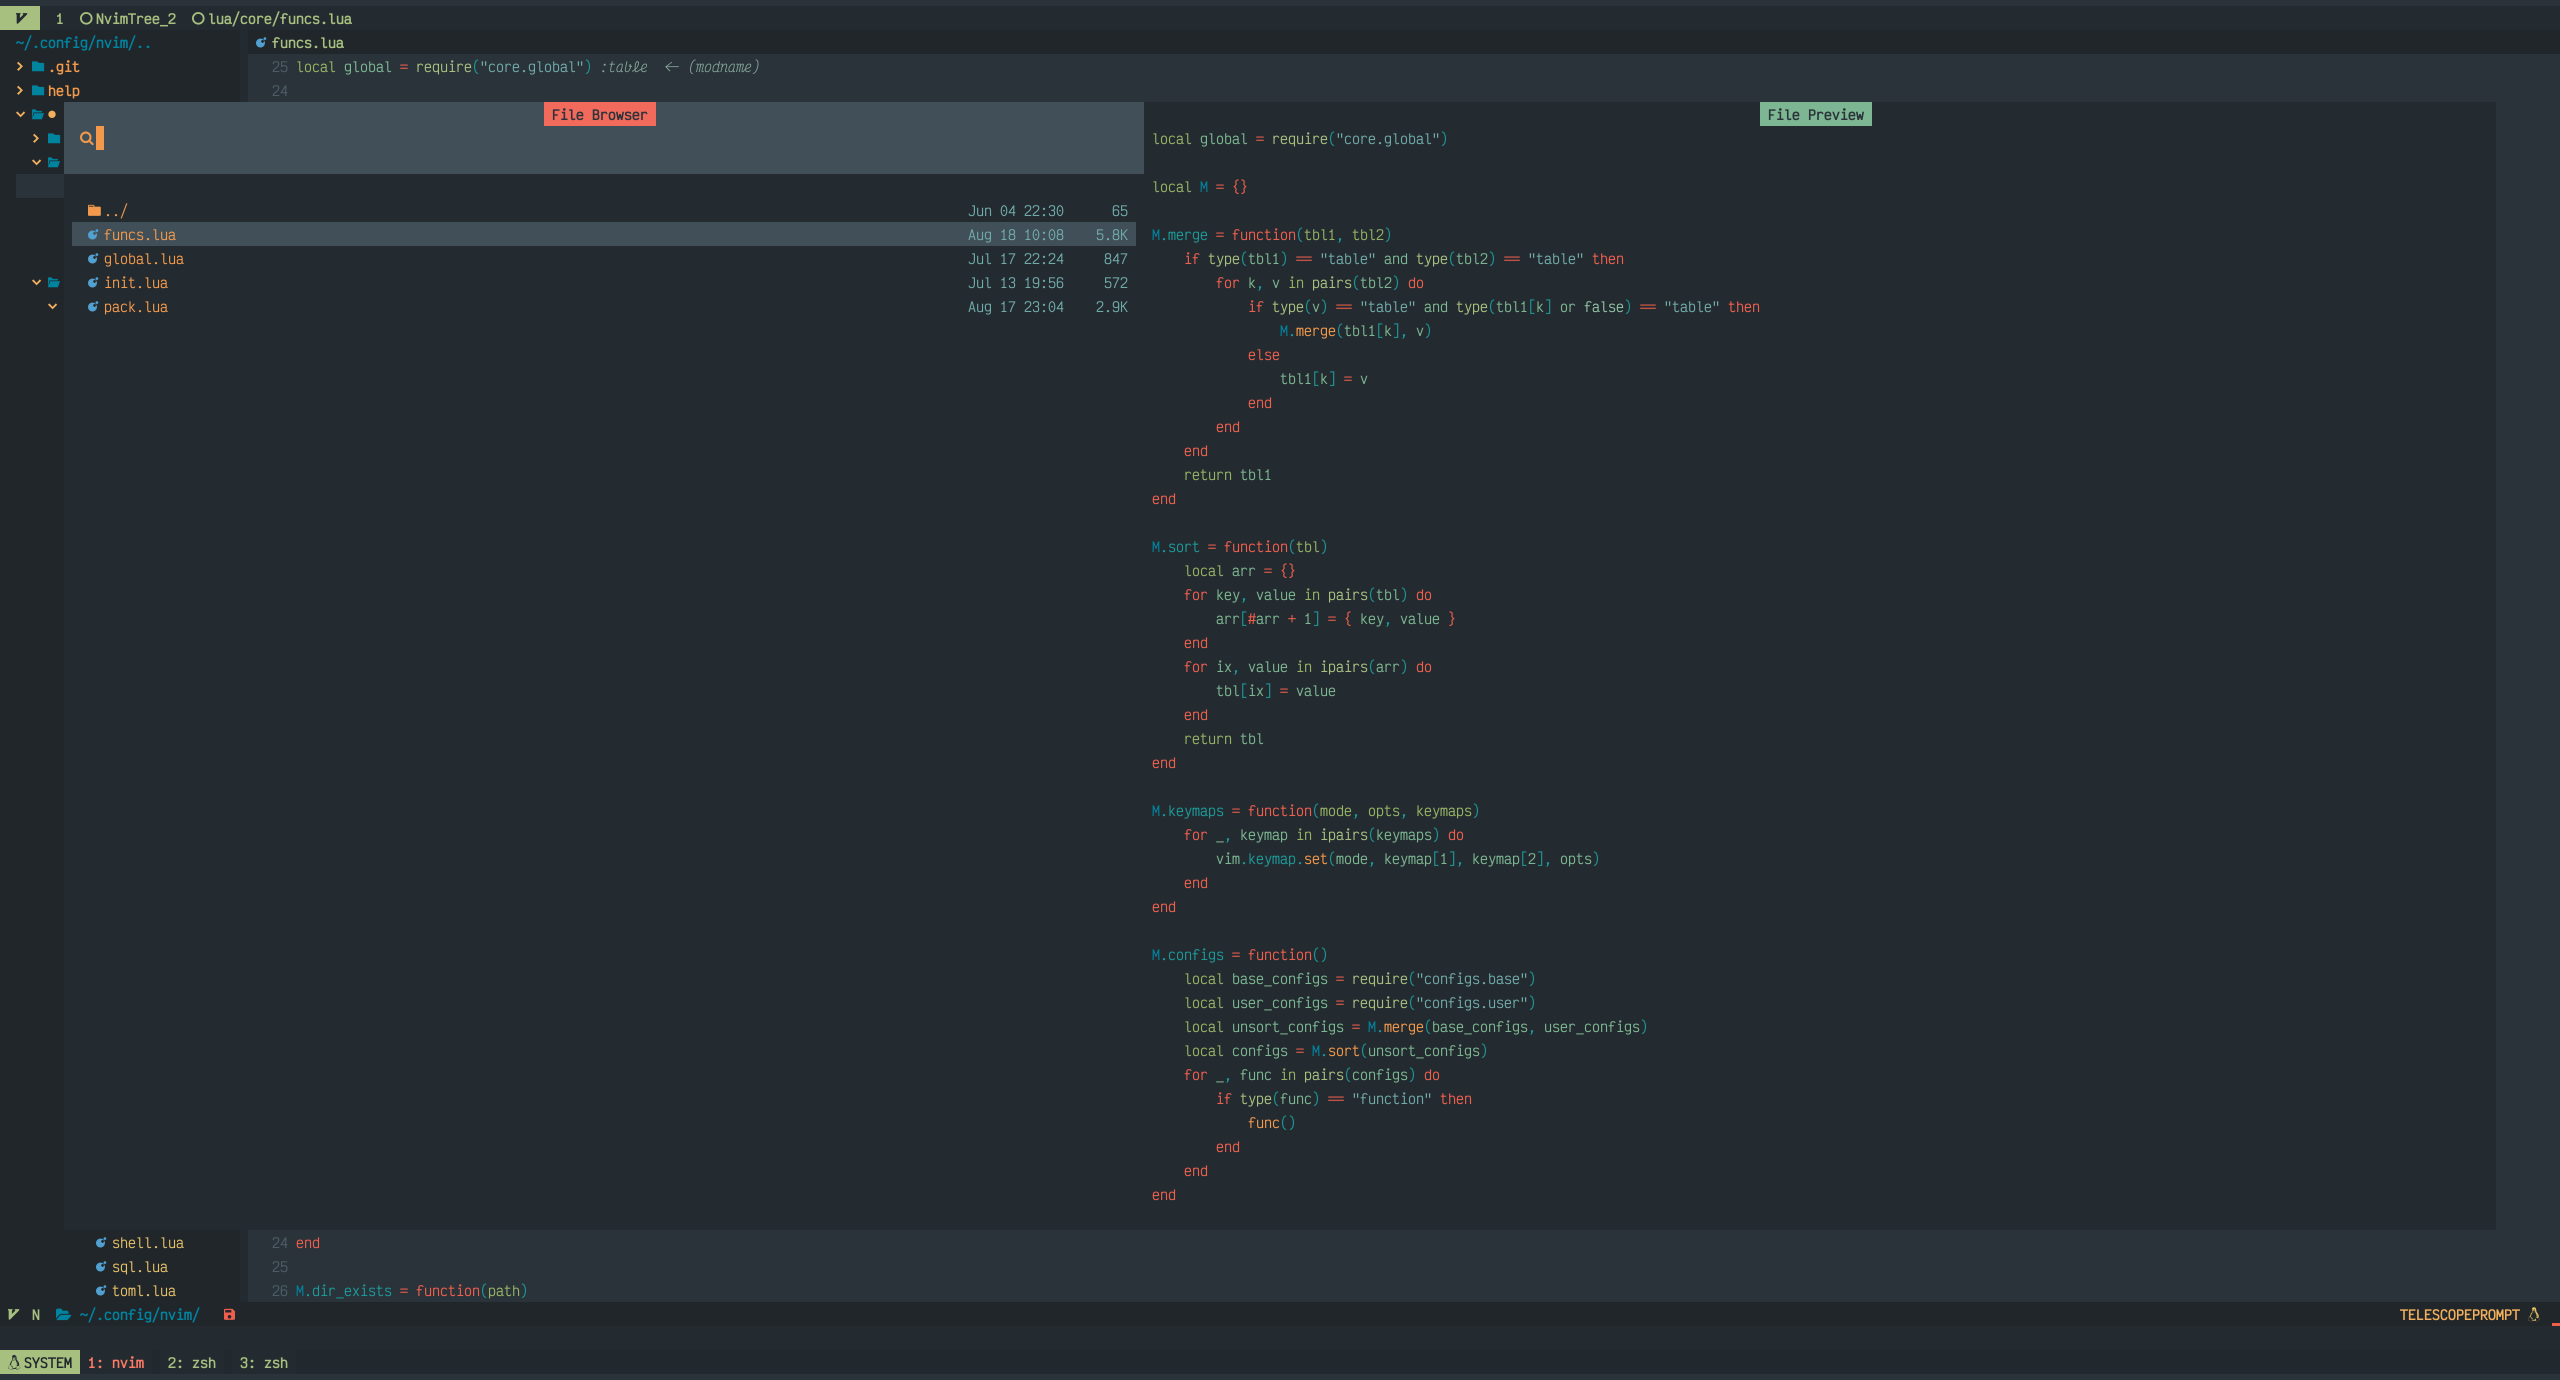 1 NvimTree_2 lua/core/funcs.lua
~/.config/nvim/..
.git
help
funcs.lua
25 local global = require("core.global") :table ← (modname)
24
File Browser
../ Jun 04 22:30 65
funcs.lua Aug 18 10:08 5.8K
global.lua Jul 17 22:24 847
init.lua Jul 13 19:56 572
pack.lua Aug 17 23:04 2.9K
File Preview
local global = require("core.global")
local M = {}
M.merge = function(tbl1, tbl2)
    if type(tbl1) == "table" and type(tbl2) == "table" then
        for k, v in pairs(tbl2) do
            if type(v) == "table" and type(tbl1[k] or false) == "table" then
                M.merge(tbl1[k], v)
            else
                tbl1[k] = v
            end
        end
    end
    return tbl1
end
M.sort = function(tbl)
    local arr = {}
    for key, value in pairs(tbl) do
        arr[#arr + 1] = { key, value }
    end
    for ix, value in ipairs(arr) do
        tbl[ix] = value
    end
    return tbl
end
M.keymaps = function(mode, opts, keymaps)
    for _, keymap in ipairs(keymaps) do
        vim.keymap.set(mode, keymap[1], keymap[2], opts)
    end
end
M.configs = function()
    local base_configs = require("configs.base")
    local user_configs = require("configs.user")
    local unsort_configs = M.merge(base_configs, user_configs)
    local configs = M.sort(unsort_configs)
    for _, func in pairs(configs) do
        if type(func) == "function" then
            func()
        end
    end
end
shell.lua
sql.lua
toml.lua
24 end
25
26 M.dir_exists = function(path)
N ~/.config/nvim/ TELESCOPEPROMPT
SYSTEM 1: nvim 2: zsh 3: zsh